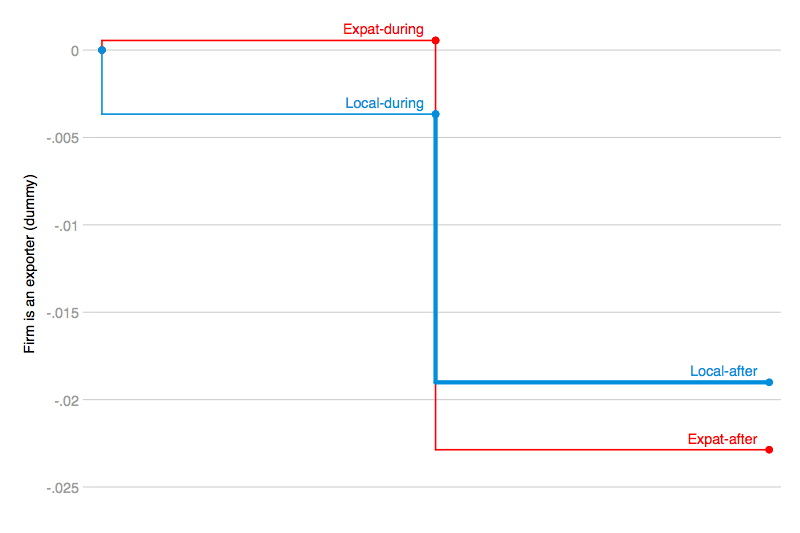 Expat-during
0
Local-during
-.005
Firm is an exporter (dummy)
-.01
-.015
Local-after
-.02
Expat-after
-.025